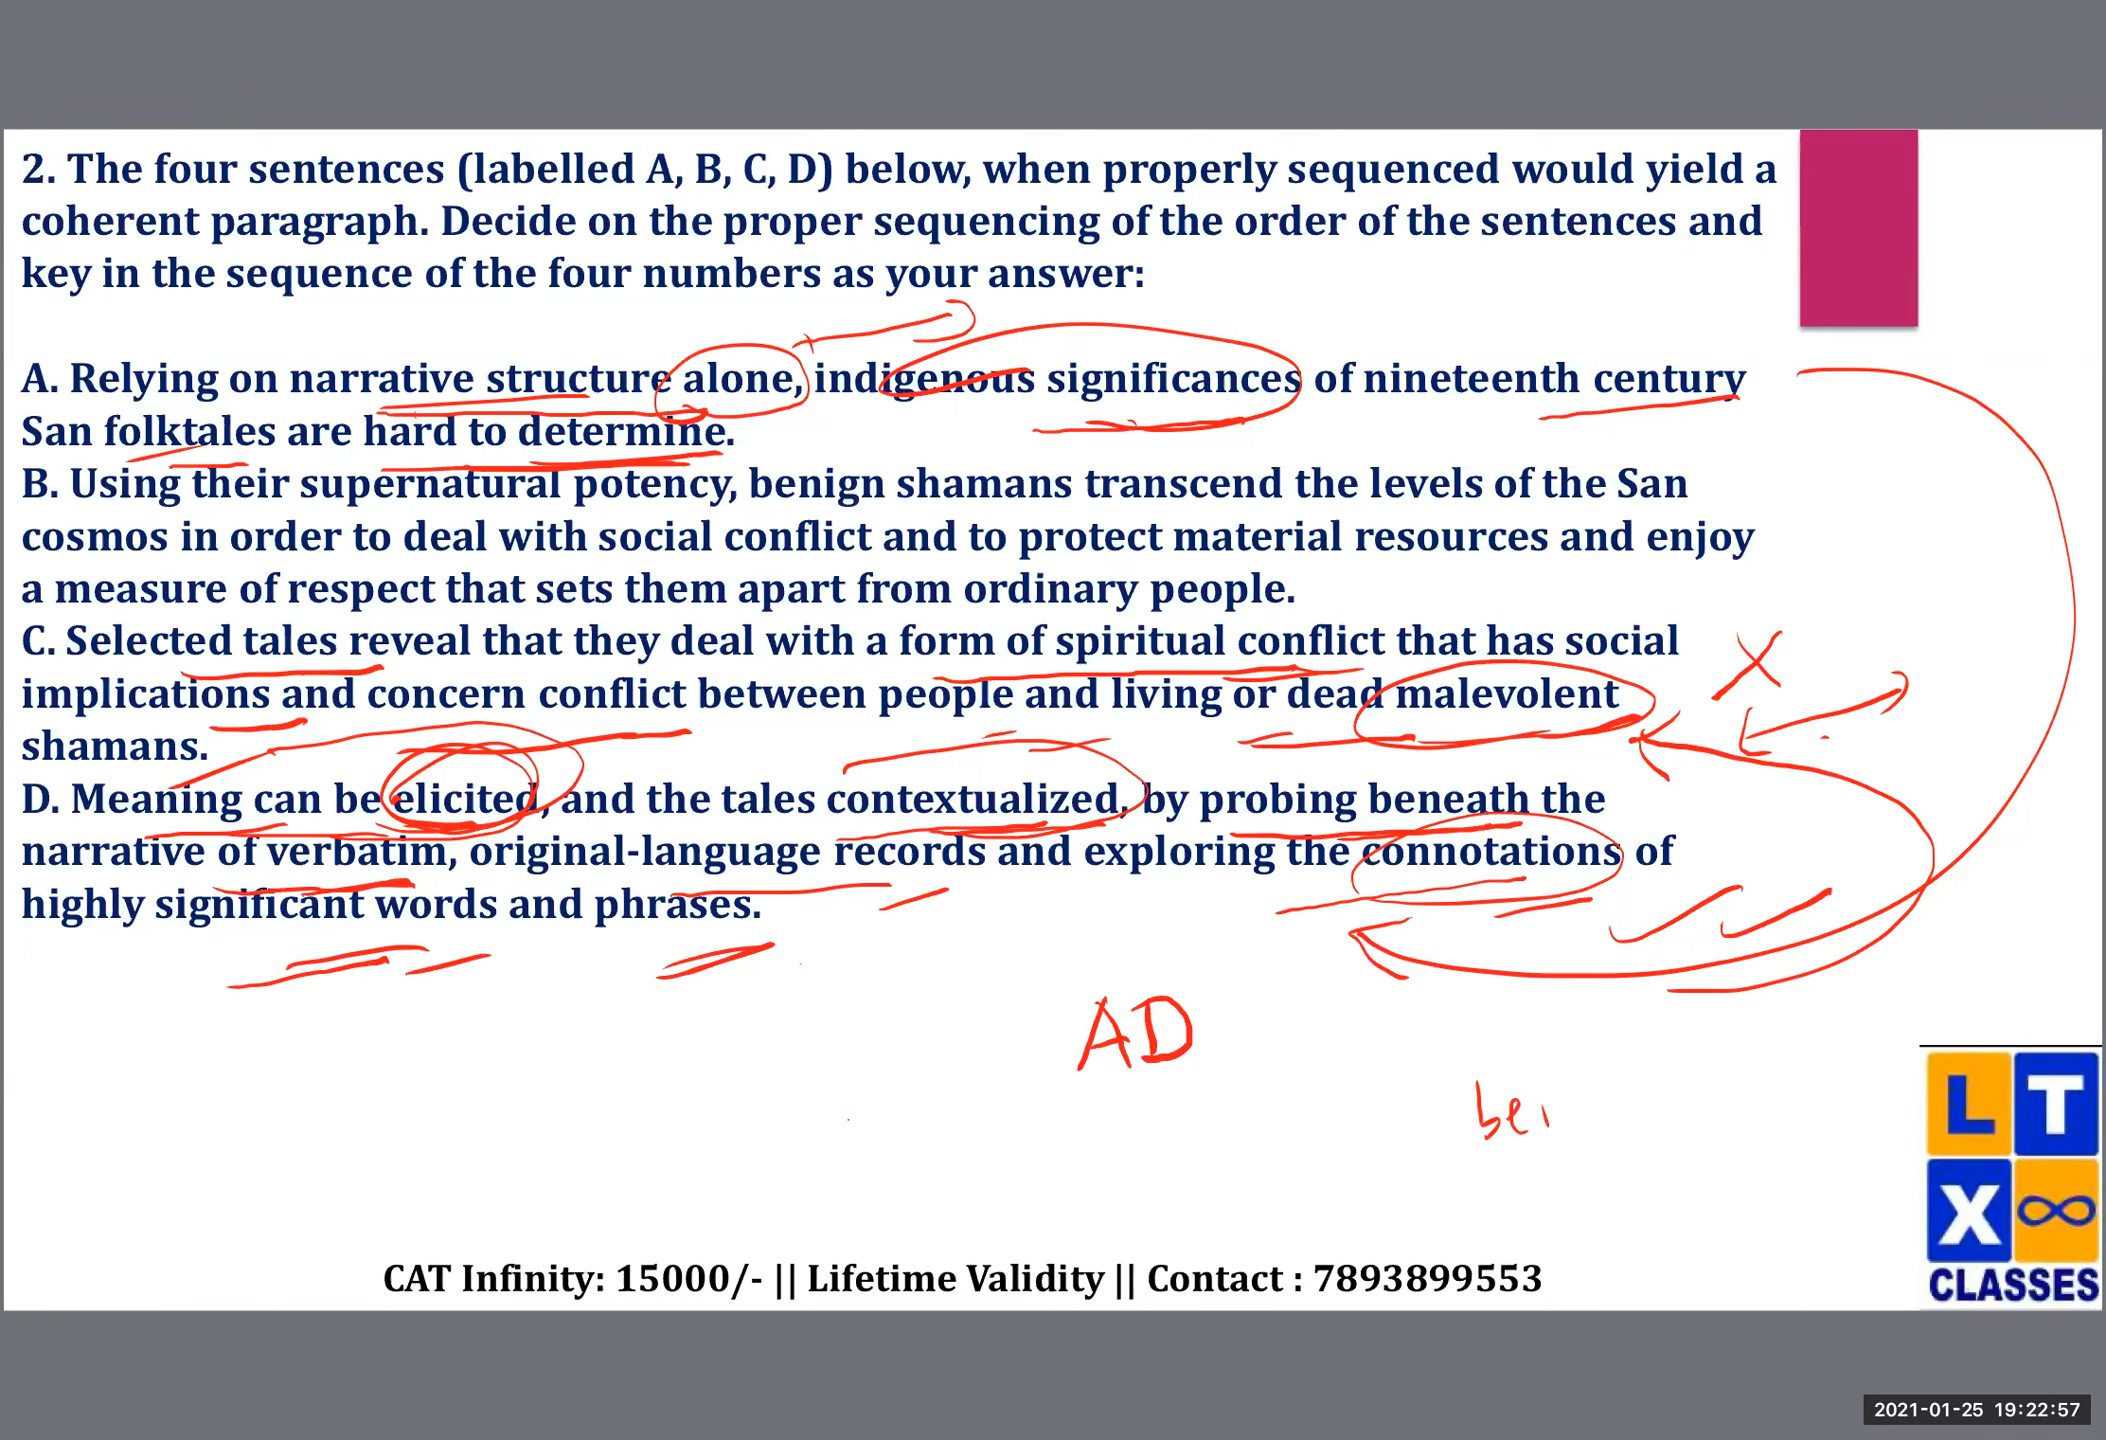 2. The four sentences (labelled A, B, C, D) below, when properly sequenced would yield a
coherent paragraph. Decide on the proper sequencing of the order of the sentences and
key in the sequence of the four numbers as your answer:
A. Relying on narrative structure alone, indigenous significances of nineteenth century
San folktales are hard to determine.
B. Using their supernatural potency, benign shamans transcend the levels of the San
cosmos in order to deal with social conflict and to protect material resources and enjoy
a measure of respect that sets them apart from ordinary people.
C. Selected tales reveal that they deal with a form of spiritual conflict that has social
implications and concern conflict between people and living or dead malevolent
shamans.
D. Meaning can be elicited, and the tales contextualized, by probing beneath the
narrative of verbatim, original-language records and exploring the connotations of
highly significant words and phrases.
AD
be
L T
X ∞
CLASSES
CAT Infinity: 15000/- || Lifetime Validity || Contact : 7893899553
2021-01-25 19:22:57